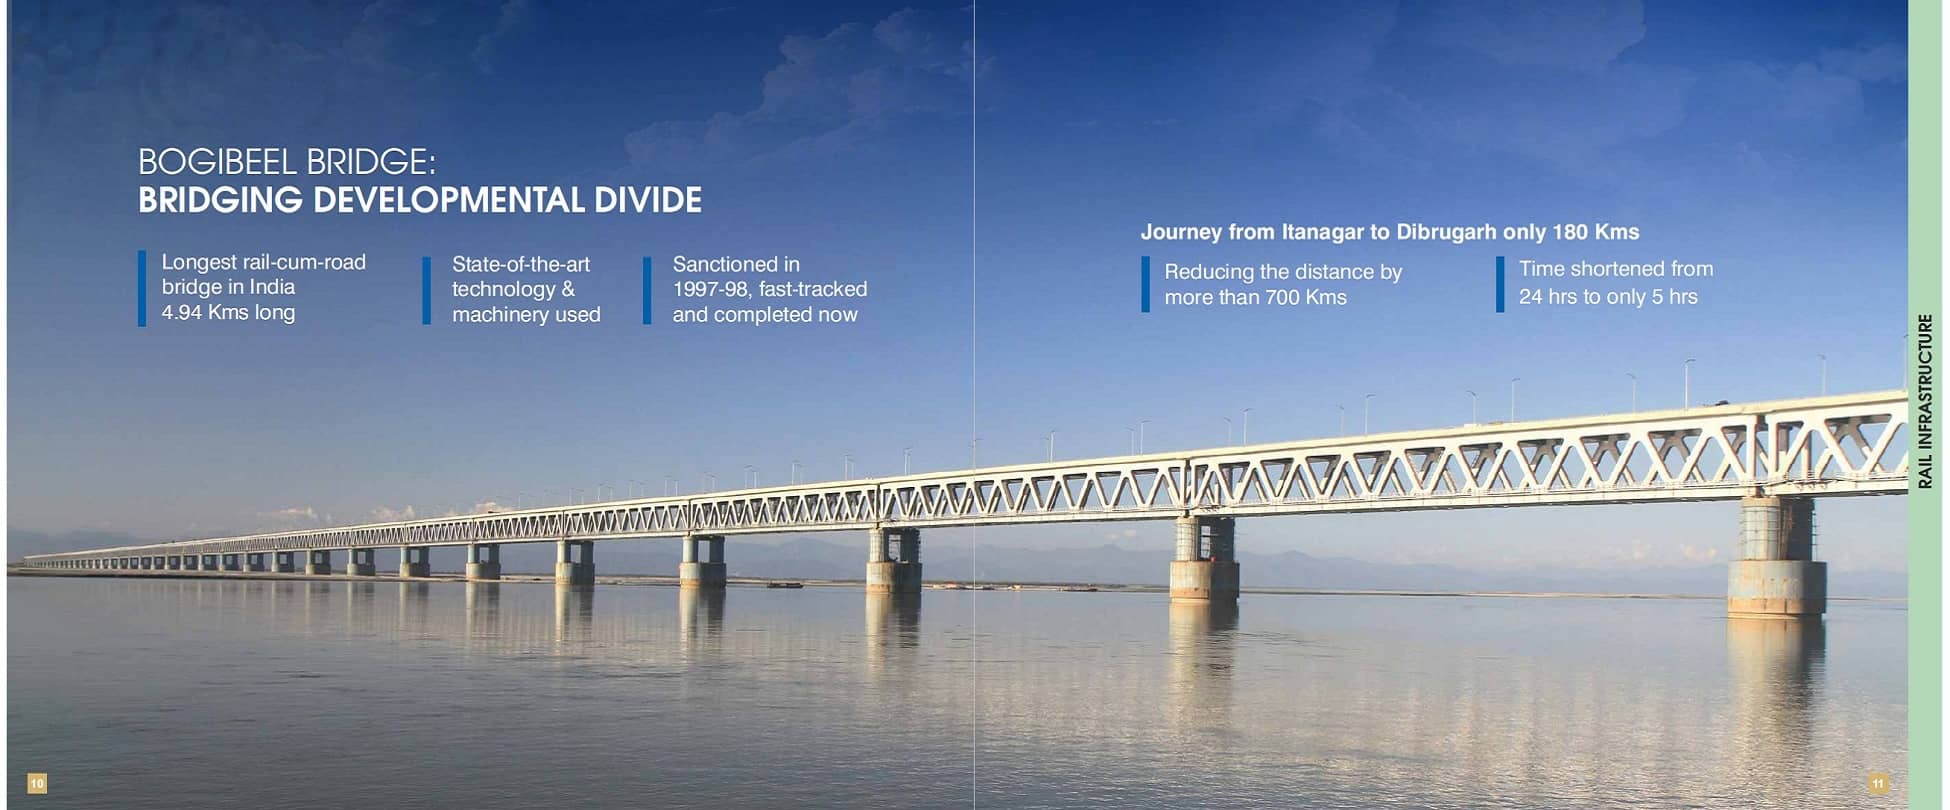 BOGIBEEL BRIDGE:
BRIDGING DEVELOPMENTAL DIVIDE
Longest rail-cum-road
bridge in India
4.94 Kms long
State-of-the-art
technology &
machinery used
Sanctioned in
1997-98, fast-tracked
and completed now
Journey from Itanagar to Dibrugarh only 180 Kms
Reducing the distance by
more than 700 Kms
Time shortened from
24 hrs to only 5 hrs
RAIL INFRASTRUCTURE
10
11